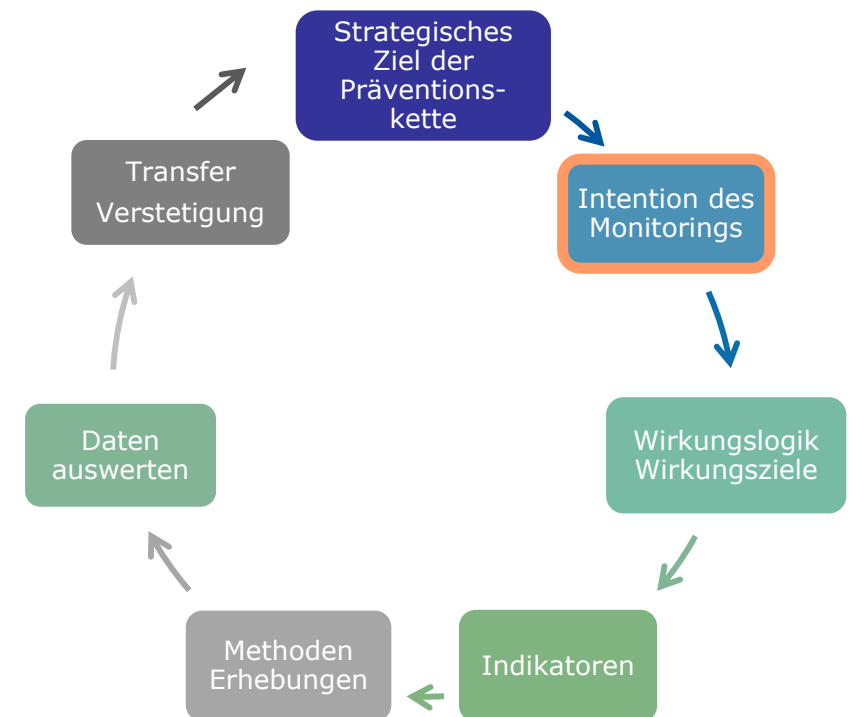 Strategisches
Ziel der
Präventions-
kette
Intention des
Monitorings
Wirkungslogik
Wirkungsziele
Indikatoren
Methoden
Erhebungen
Daten
auswerten
Transfer
Verstetigung